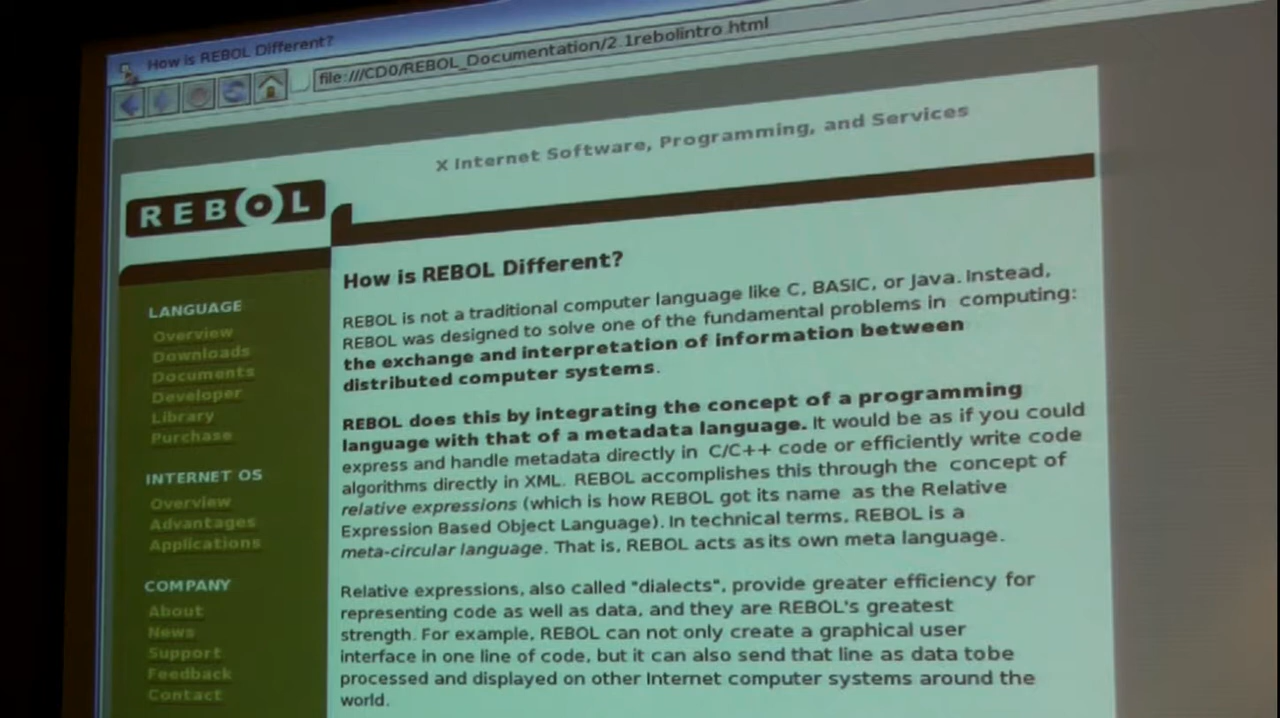 How is REBOL Different?
file:///CD0/REBOL_Documentation/2.1rebolintro.html
X Internet Software, Programming, and Services
REBOL
LANGUAGE
Overview
Downloads
Documents
Developer
Library
Purchase
INTERNET OS
Overview
Advantages
Applications
COMPANY
About
News
Support
Feedback
Contact
How is REBOL Different?
REBOL is not a traditional computer language like C, BASIC, or Java. Instead,
REBOL was designed to solve one of the fundamental problems in computing:
the exchange and interpretation of information between
distributed computer systems.
REBOL does this by integrating the concept of a programming
language with that of a metadata language. It would be as if you could
express and handle metadata directly in C/C++ code or efficiently write code
algorithms directly in XML. REBOL accomplishes this through the concept of
relative expressions (which is how REBOL got its name as the Relative
Expression Based Object Language). In technical terms, REBOL is a
meta-circular language. That is, REBOL acts as its own meta language.
Relative expressions, also called "dialects", provide greater efficiency for
representing code as well as data, and they are REBOL's greatest
strength. For example, REBOL can not only create a graphical user
interface in one line of code, but it can also send that line as data tobe
processed and displayed on other Internet computer systems around the
world.